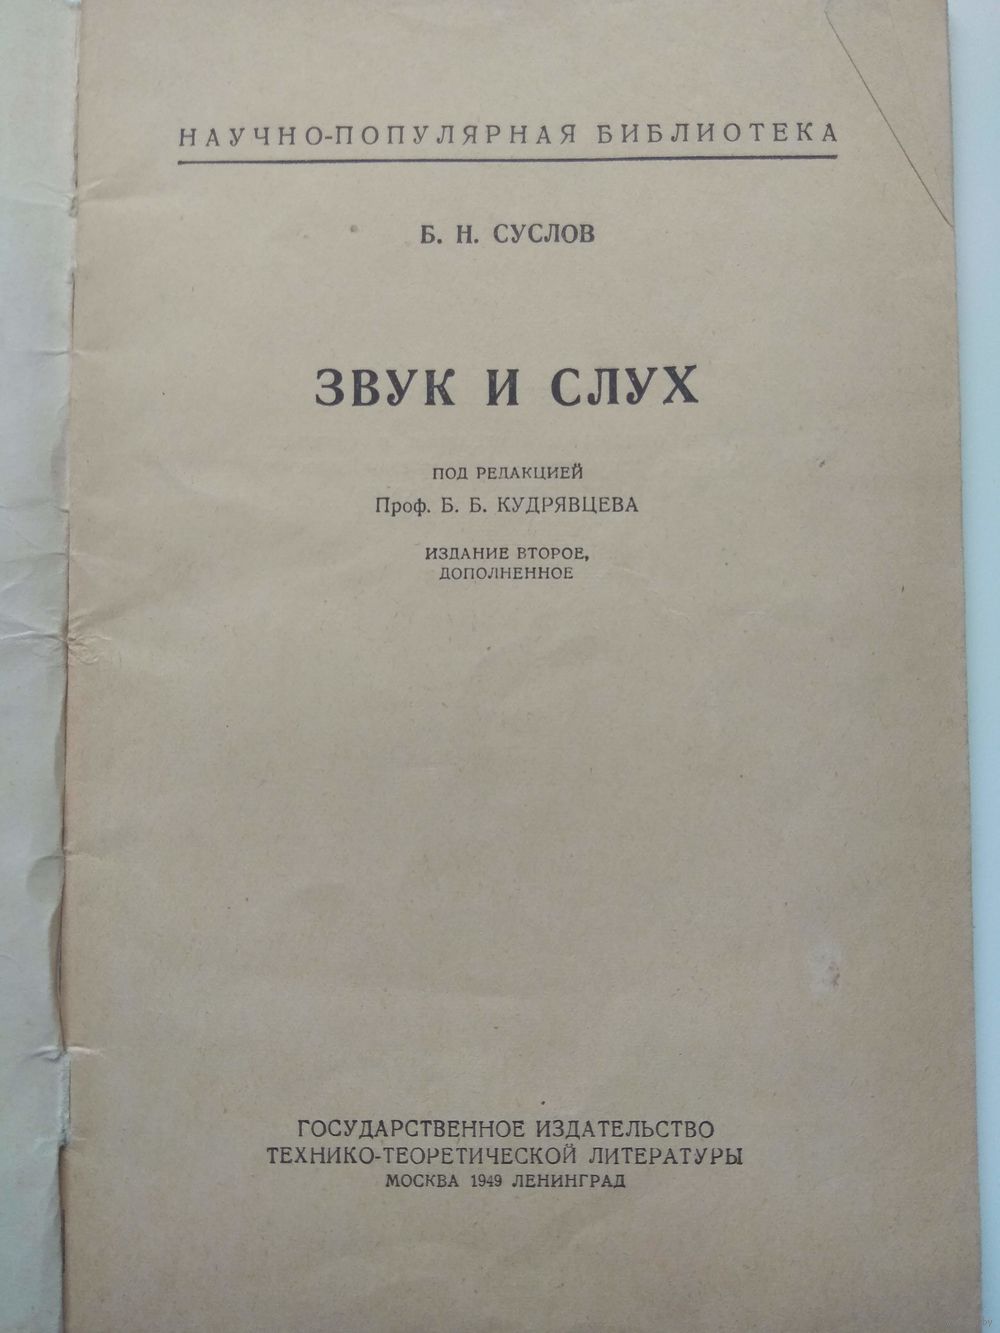 НАУЧНО-ПОПУЛЯРНАЯ БИБЛИОТЕКА
Б. Н. СУСЛОВ
ЗВУК И СЛУХ
ПОД РЕДАКЦИЕЙ
Проф. Б. Б. КУДРЯВЦЕВА
ИЗДАНИЕ ВТОРОЕ,
ДОПОЛНЕННОЕ
ГОСУДАРСТВЕННОЕ ИЗДАТЕЛЬСТВО
ТЕХНИКО-ТЕОРЕТИЧЕСКОЙ ЛИТЕРАТУРЫ
МОСКВА 1949 ЛЕНИНГРАД